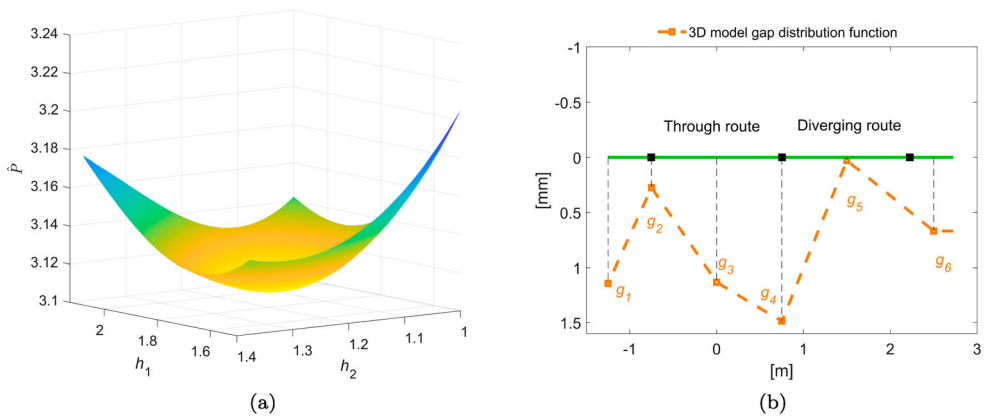 3.24
3.22
3.2
3.18
3.16
3.14
3.12
3.1
P̂
2
1.8
1.6
h1
1.4
1.3
1.2
1.1
1
h2
(a)
3D model gap distribution function
-1
-0.5
0
0.5
1
1.5
[mm]
Through route
Diverging route
g1
g2
g3
g4
g5
g6
-1
0
1
2
3
[m]
(b)